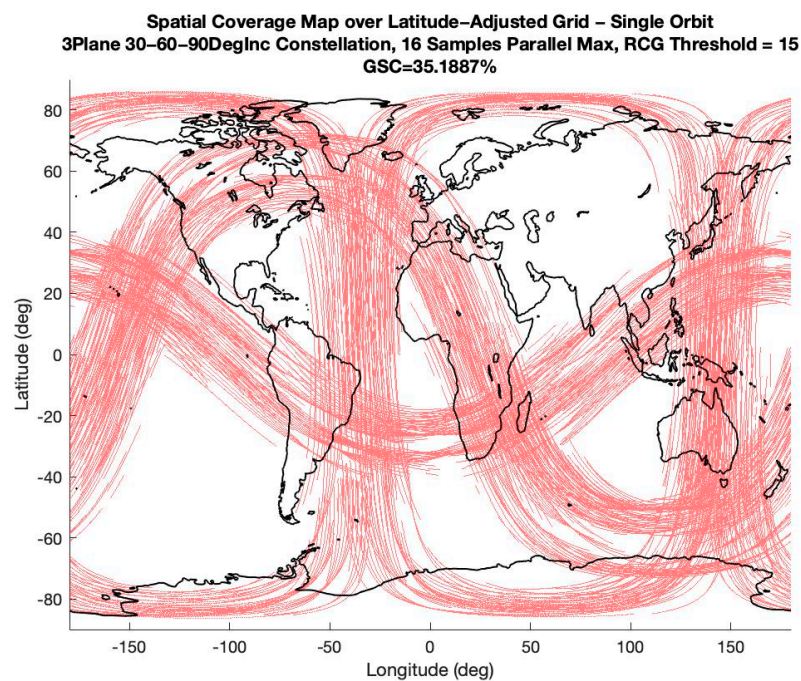 Spatial Coverage Map over Latitude−Adjusted Grid − Single Orbit
3Plane 30−60−90DegInc Constellation, 16 Samples Parallel Max, RCG Threshold = 15
GSC=35.1887%
80
60
40
20
0
-20
-40
-60
-80
Latitude (deg)
-150 -100 -50 0 50 100 150
Longitude (deg)